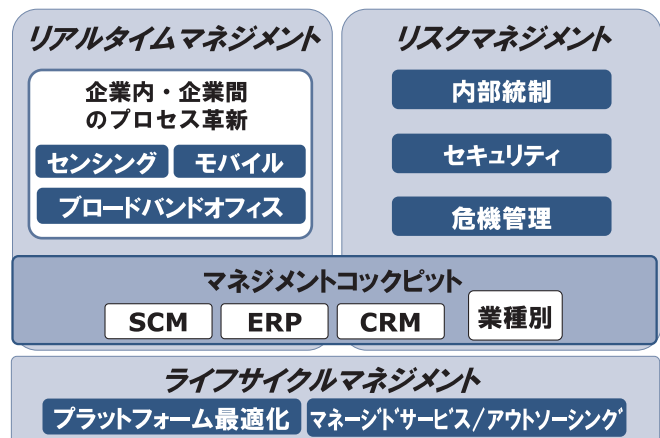 リアルタイムマネジメント
企業内・企業間
のプロセス革新
センシング モバイル
ブロードバンドオフィス
リスクマネジメント
内部統制
セキュリティ
危機管理
マネジメントコックピット
SCM ERP CRM 業種別
ライフサイクルマネジメント
プラットフォーム最適化 マネージドサービス/アウトソーシング